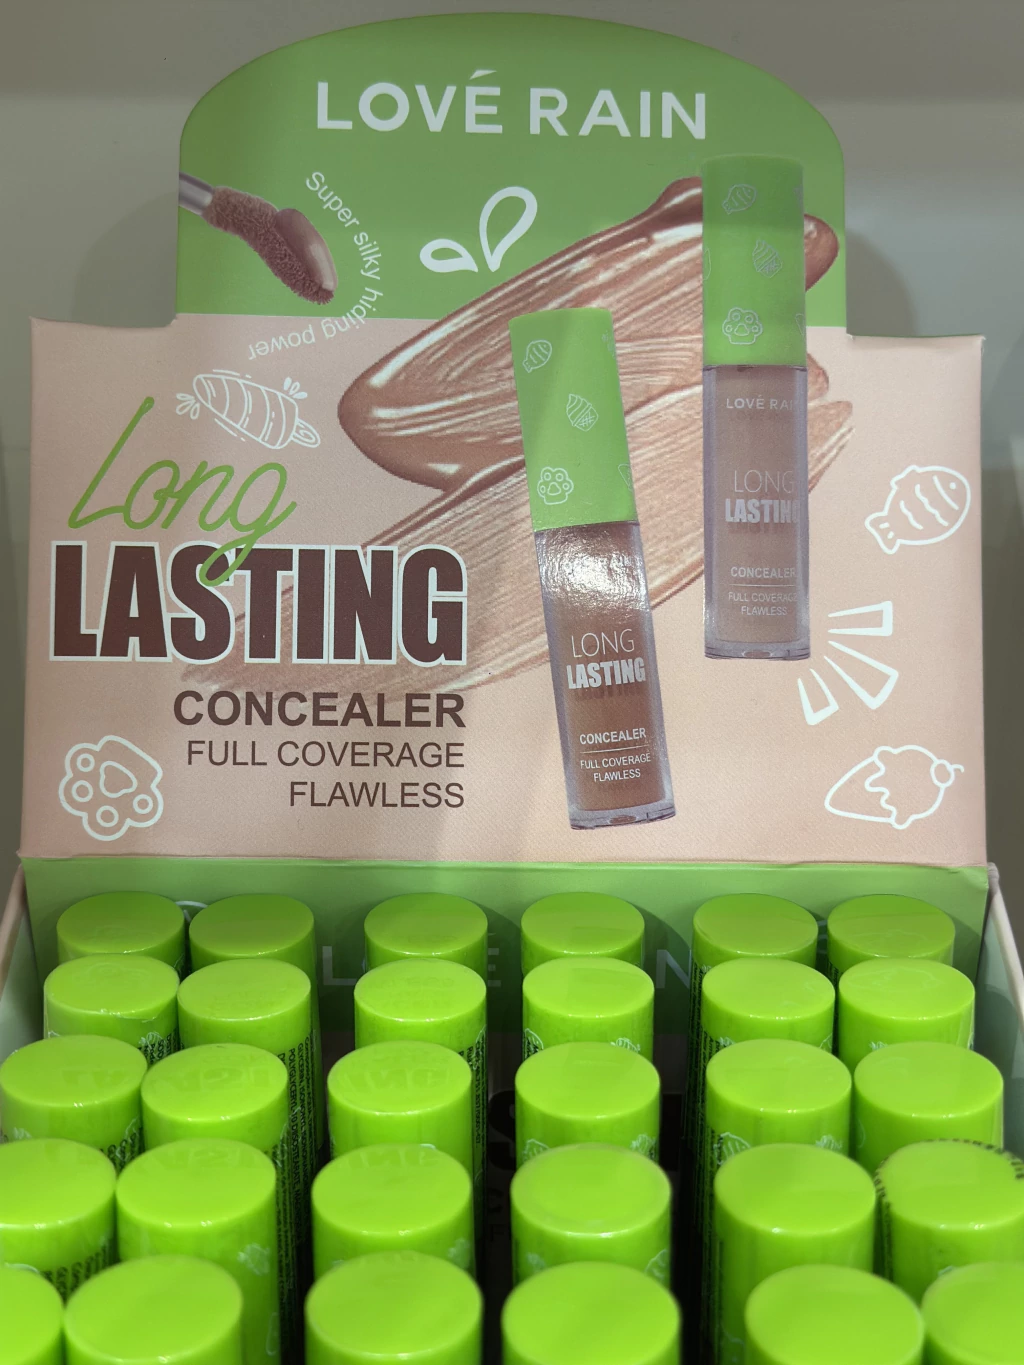 LOVÉ RAIN
Super silky hiding power
Long
LASTING
CONCEALER
FULL COVERAGE
FLAWLESS
LONG
LASTING
CONCEALER
FULL COVERAGE
FLAWLESS
LOVÉ RAI
LONG
LASTING
CONCEALER
FULL COVERAGE
FLAWLESS